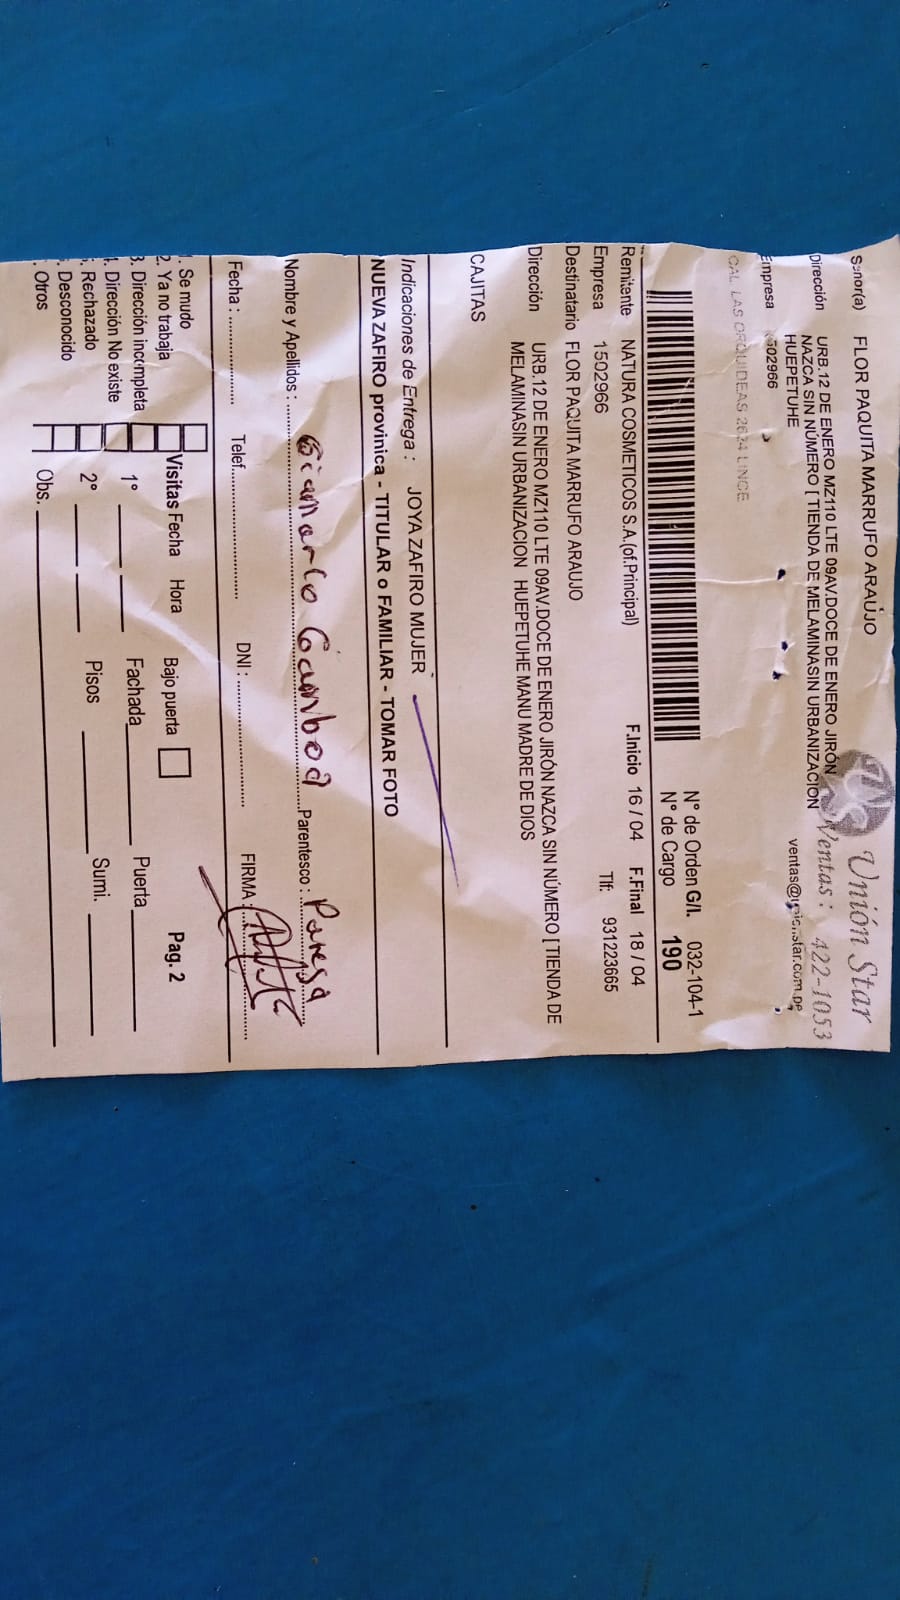 Señor(a) FLOR PAQUITA MARRUFO ARAUJO
Unión Star
Dirección URB.12 DE ENERO MZ110 LTE 09AV.DOCE DE ENERO JIRÓN
NAZCA SIN NÚMERO [ TIENDA DE MELAMINASIN URBANIZACION
HUEPETUHE
Ventas: 422-1053
ventas@unionstar.com.pe
Empresa 1502966
CAL. LAS ORQUIDEAS 2634 LINCE
N° de Orden G/I. 032-104-1
N° de Cargo 190
Remitente NATURA COSMETICOS S.A.(of.Principal) F.Inicio 16 / 04 F.Final 18 / 04
Empresa 1502966 Tlf: 931223665
Destinatario FLOR PAQUITA MARRUFO ARAUJO
Dirección URB.12 DE ENERO MZ110 LTE 09AV.DOCE DE ENERO JIRÓN NAZCA SIN NÚMERO [ TIENDA DE
MELAMINASIN URBANIZACION HUEPETUHE MANU MADRE DE DIOS
CAJITAS
Indicaciones de Entrega : JOYA ZAFIRO MUJER
NUEVA ZAFIRO provinica - TITULAR o FAMILIAR - TOMAR FOTO
Nombre y Apellidos : Giamarco Parentesco : Pareja
Fecha : Telef. DNI : FIRMA :
1. Se mudo
2. Ya no trabaja
3. Dirección incompleta
4. Dirección No existe
5. Rechazado
6. Desconocido
7. Otros
Visitas Fecha Hora Bajo puerta Pag. 2
1° Fachada Puerta
2° Pisos Sumi.
Obs.